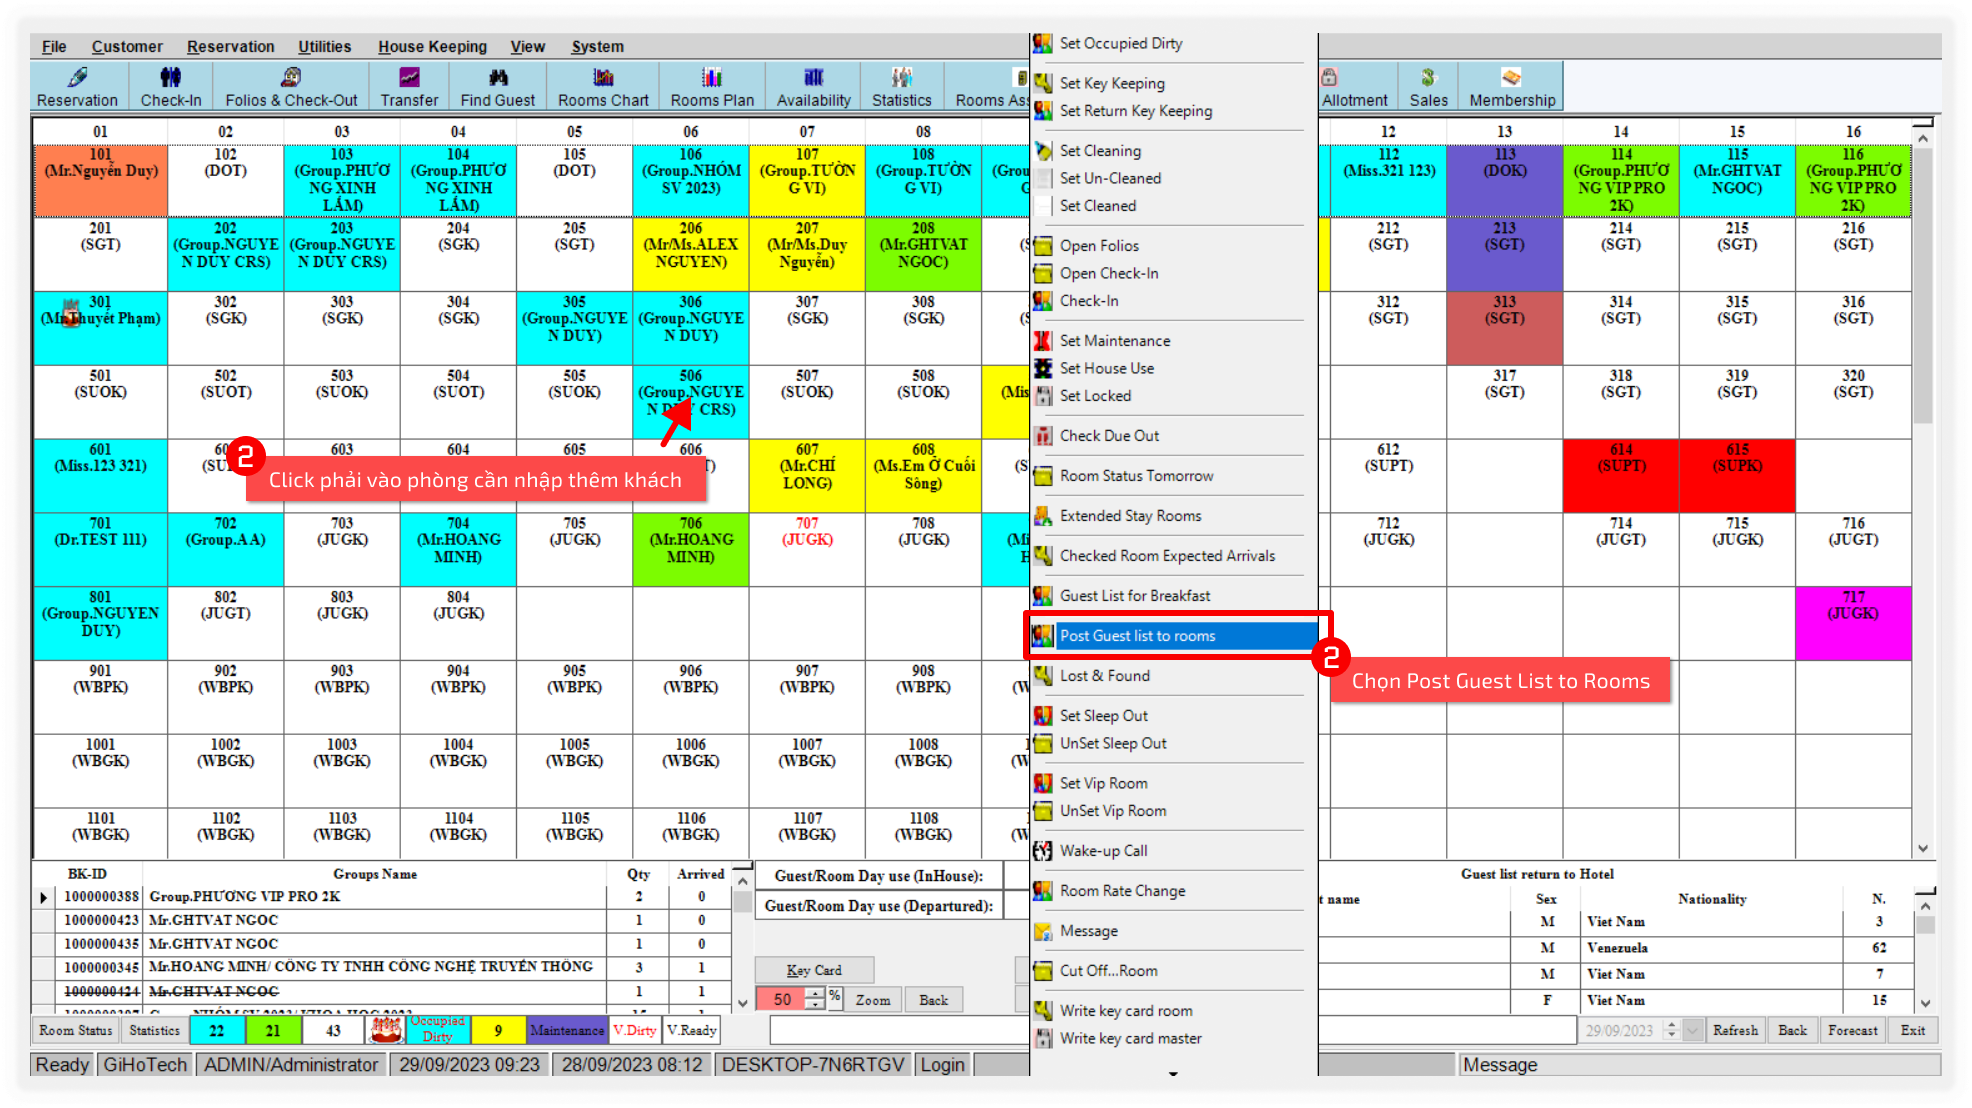 File Customer Reservation Utilities House Keeping View System
Reservation Check-In Folios & Check-Out Transfer Find Guest Rooms Chart Rooms Plan Availability Statistics Rooms Ass Allotment Sales Membership
01 02 03 04 05 06 07 08 12 13 14 15 16
101 102 103 104 105 106 107 108 112 113 114 115 116
(Mr.Nguyễn Duy) (DOT) (Group.PHƯƠ (Group.PHƯƠ (DOT) (Group.NHÓM (Group.TƯỜN (Group.TƯỜN (Grou (Miss.321 123) (DOK) (Group.PHƯƠ (Mr.GHTVAT (Group.PHƯƠ
NG XINH NG XINH SV 2023) G VI) G VI) G NG VIP PRO NGOC) NG VIP PRO
LẮM) LẮM) 2K) 2K)
201 202 203 204 205 206 207 208 212 213 214 215 216
(SGT) (Group.NGUYE (Group.NGUYE (SGK) (SGT) (Mr/Ms.ALEX (Mr/Ms.Duy (Mr.GHTVAT (S (SGT) (SGT) (SGT) (SGT) (SGT)
N DUY CRS) N DUY CRS) NGUYEN) Nguyễn) NGOC)
301 302 303 304 305 306 307 308 312 313 314 315 316
(Mr.Thuyết Phạm) (SGK) (SGK) (SGK) (Group.NGUYE (Group.NGUYE (SGK) (SGK) (S (SGT) (SGT) (SGT) (SGT) (SGT)
N DUY) N DUY)
501 502 503 504 505 506 507 508 317 318 319 320
(SUOK) (SUOT) (SUOK) (SUOT) (SUOK) (Group.NGUYE (SUOK) (SUOK) (Mis (SGT) (SGT) (SGT) (SGT)
N DUY CRS)
601 603 604 605 606 607 608 612 614 615
(Miss.123 321) (SU T) (Mr.CHÍ (Ms.Em Ở Cuối (S (SUPT) (SUPT) (SUPK)
LONG) Sông)
2
Click phải vào phòng cần nhập thêm khách
701 702 703 704 705 706 707 708 712 714 715 716
(Dr.TEST 111) (Group.AA) (JUGK) (Mr.HOANG (JUGK) (Mr.HOANG (JUGK) (JUGK) (Mi (JUGK) (JUGT) (JUGK) (JUGT)
MINH) MINH) H
801 802 803 804 717
(Group.NGUYEN (JUGT) (JUGK) (JUGK) (JUGK)
DUY)
901 902 903 904 905 906 907 908
(WBPK) (WBPK) (WBPK) (WBPK) (WBPK) (WBPK) (WBPK) (WBPK) (W
1001 1002 1003 1004 1005 1006 1007 1008 1
(WBGK) (WBGK) (WBGK) (WBGK) (WBGK) (WBGK) (WBGK) (WBGK) (W
1101 1102 1103 1104 1105 1106 1107 1108
(WBGK) (WBGK) (WBGK) (WBGK) (WBGK) (WBGK) (WBGK) (WBGK) (W
Set Occupied Dirty
Set Key Keeping
Set Return Key Keeping
Set Cleaning
Set Un-Cleaned
Set Cleaned
Open Folios
Open Check-In
Check-In
Set Maintenance
Set House Use
Set Locked
Check Due Out
Room Status Tomorrow
Extended Stay Rooms
Checked Room Expected Arrivals
Guest List for Breakfast
Post Guest list to rooms
2
Chọn Post Guest List to Rooms
Lost & Found
Set Sleep Out
UnSet Sleep Out
Set Vip Room
UnSet Vip Room
Wake-up Call
Room Rate Change
Message
Cut Off...Room
Write key card room
Write key card master
BK-ID Groups Name Qty Arrived
1000000388 Group.PHƯƠNG VIP PRO 2K 2 0
1000000423 Mr.GHTVAT NGOC 1 0
1000000435 Mr.GHTVAT NGOC 1 0
1000000345 Mr.HOANG MINH/ CÔNG TY TNHH CÔNG NGHỆ TRUYỀN THÔNG 3 1
1000000424 Mr.GHTVAT NGOC 1 1
Guest/Room Day use (InHouse):
Guest/Room Day use (Departured):
Key Card
50 % Zoom Back
Guest list return to Hotel
t name Sex Nationality N.
M Viet Nam 3
M Venezuela 62
M Viet Nam 7
F Viet Nam 15
Room Status Statistics 22 21 43 Occupied Dirty 9 Maintenance V.Dirty V.Ready 29/09/2023 Refresh Back Forecast Exit
Ready GiHoTech ADMIN/Administrator 29/09/2023 09:23 28/09/2023 08:12 DESKTOP-7N6RTGV Login Message